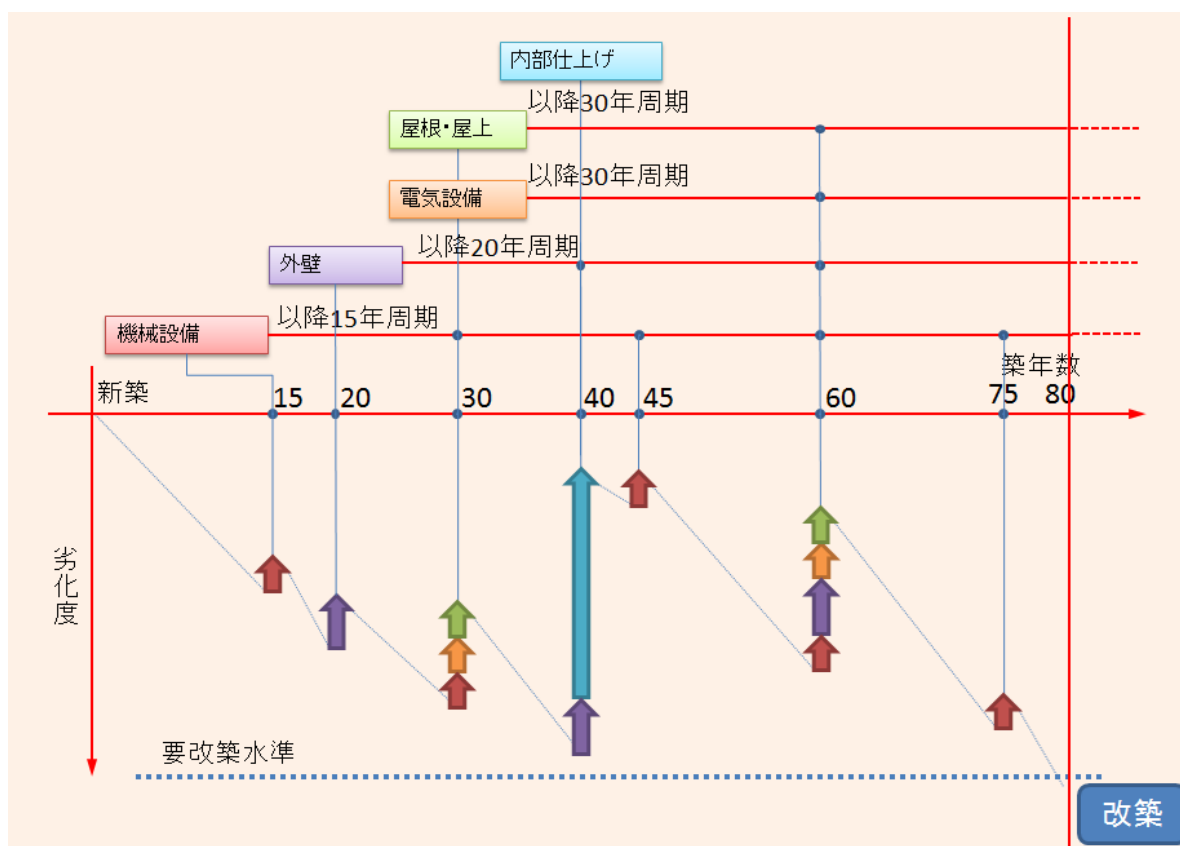 内部仕上げ
以降30年周期
屋根・屋上
以降30年周期
電気設備
以降20年周期
外壁
以降15年周期
機械設備
築年数
新築
15 20 30 40 45 60 75 80
劣化度
要改築水準
改築